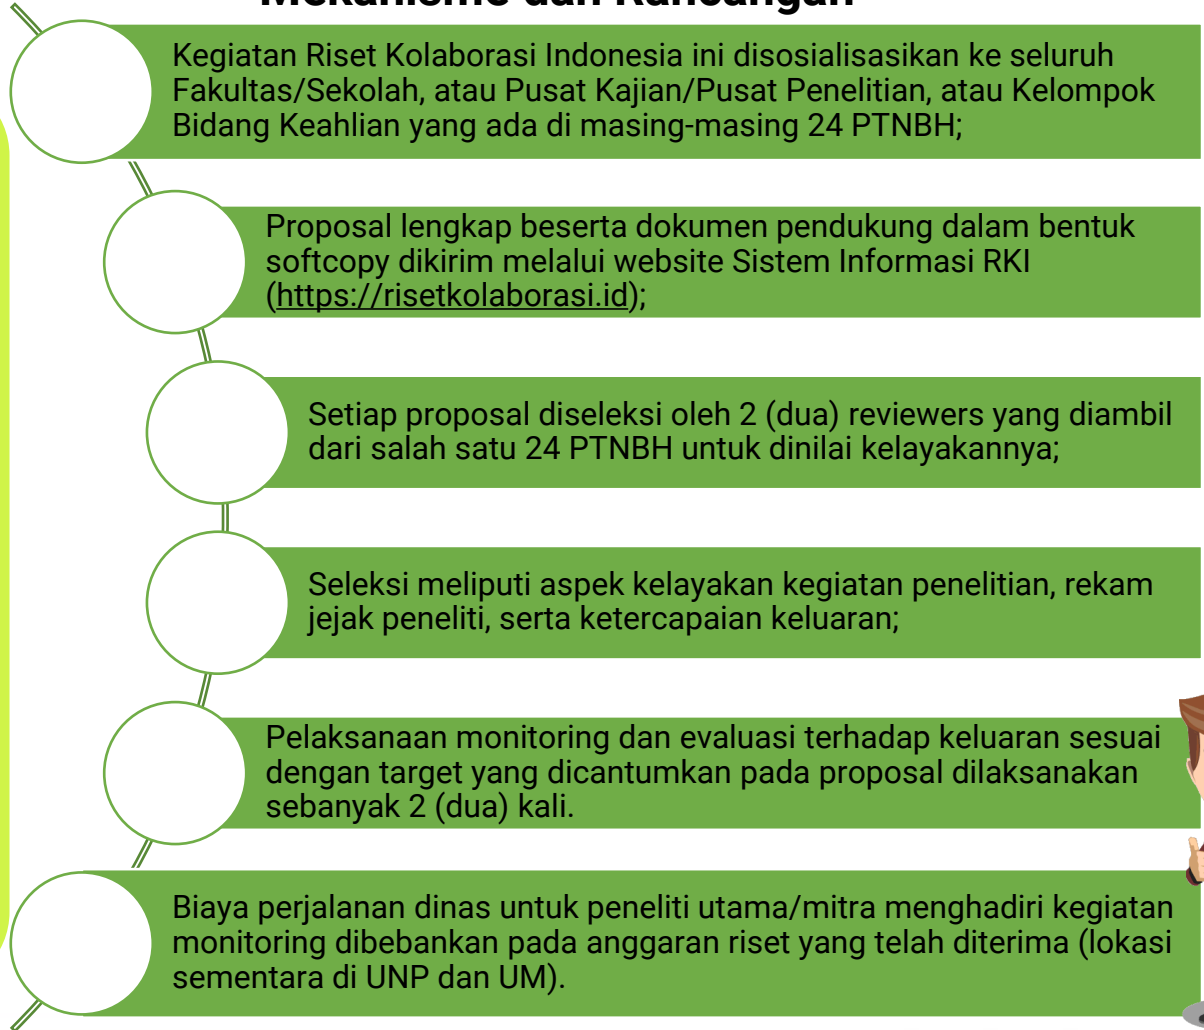 Mekanisme dan Rancangan
Kegiatan Riset Kolaborasi Indonesia ini disosialisasikan ke seluruh
Fakultas/Sekolah, atau Pusat Kajian/Pusat Penelitian, atau Kelompok
Bidang Keahlian yang ada di masing-masing 24 PTNBH;
Proposal lengkap beserta dokumen pendukung dalam bentuk
softcopy dikirim melalui website Sistem Informasi RKI
(https://risetkolaborasi.id);
Setiap proposal diseleksi oleh 2 (dua) reviewers yang diambil
dari salah satu 24 PTNBH untuk dinilai kelayakannya;
Seleksi meliputi aspek kelayakan kegiatan penelitian, rekam
jejak peneliti, serta ketercapaian keluaran;
Pelaksanaan monitoring dan evaluasi terhadap keluaran sesuai
dengan target yang dicantumkan pada proposal dilaksanakan
sebanyak 2 (dua) kali.
Biaya perjalanan dinas untuk peneliti utama/mitra menghadiri kegiatan
monitoring dibebankan pada anggaran riset yang telah diterima (lokasi
sementara di UNP dan UM).